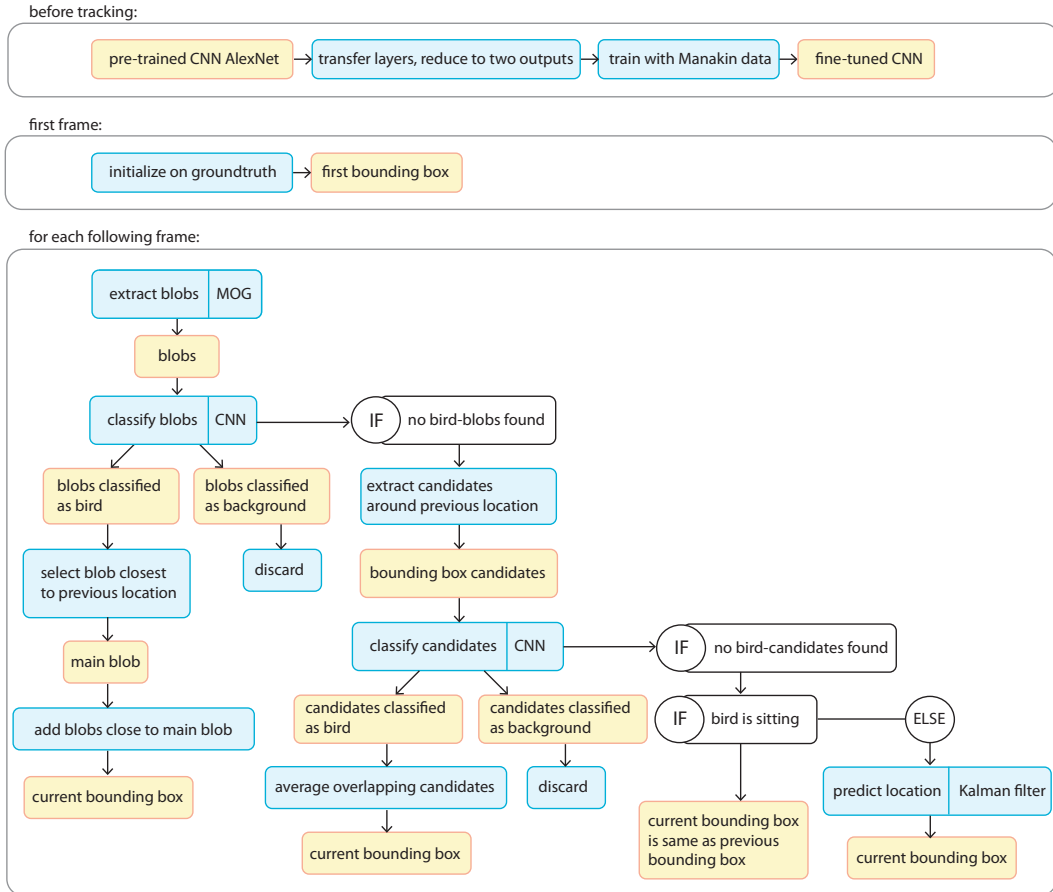 before tracking:
pre-trained CNN AlexNet
transfer layers, reduce to two outputs
train with Manakin data
fine-tuned CNN
first frame:
initialize on groundtruth
first bounding box
for each following frame:
extract blobs
MOG
blobs
classify blobs
CNN
IF
no bird-blobs found
blobs classified
as bird
blobs classified
as background
extract candidates
around previous location
select blob closest
to previous location
discard
bounding box candidates
main blob
classify candidates
CNN
IF
no bird-candidates found
add blobs close to main blob
candidates classified
as bird
candidates classified
as background
IF
bird is sitting
ELSE
current bounding box
average overlapping candidates
discard
predict location
Kalman filter
current bounding box
current bounding box
is same as previous
bounding box
current bounding box